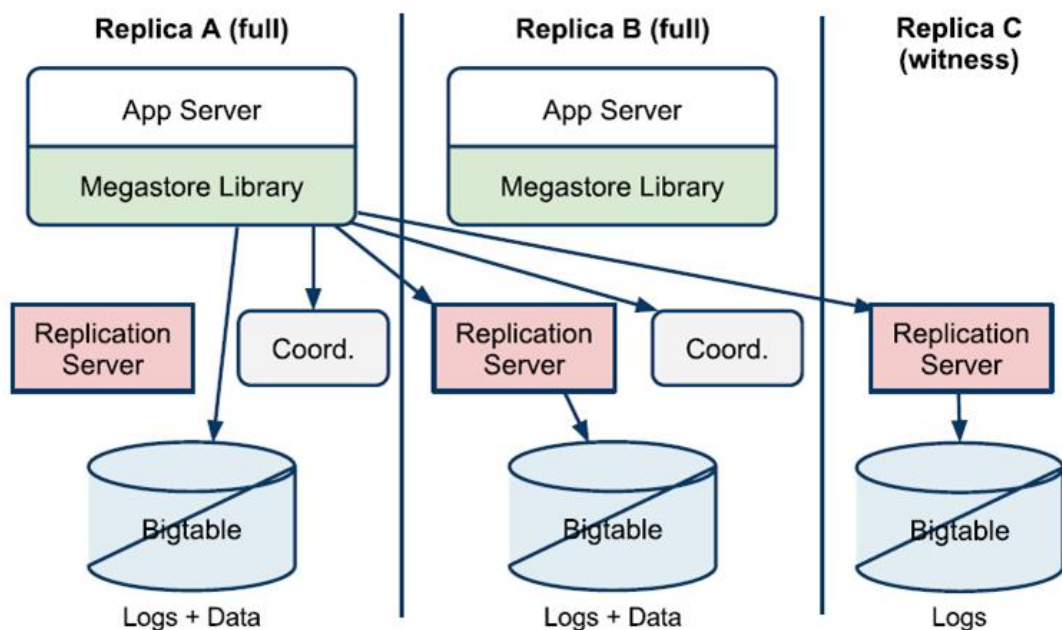 Replica A (full)
Replica B (full)
Replica C
(witness)
App Server
Megastore Library
App Server
Megastore Library
Replication
Server
Coord.
Replication
Server
Coord.
Replication
Server
Bigtable
Bigtable
Bigtable
Logs + Data
Logs + Data
Logs